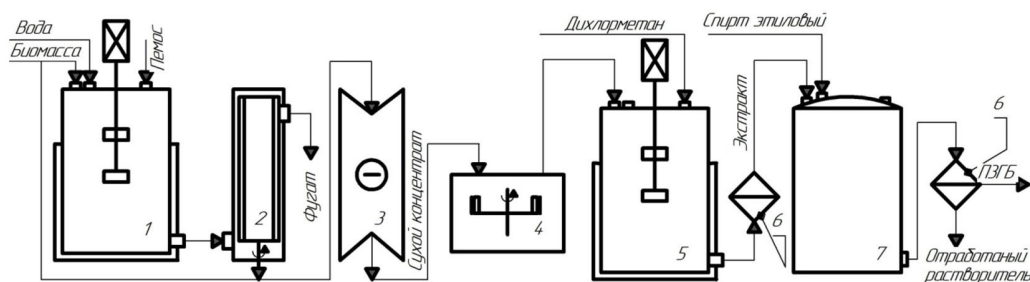 Вода
Биомасса
Пемос
1
2
Фугат
3
Сухой концентрат
4
Дихлорметан
5
6
Экстракт
Спирт этиловый
7
6
ПЗГБ
Отработаный
растворитель